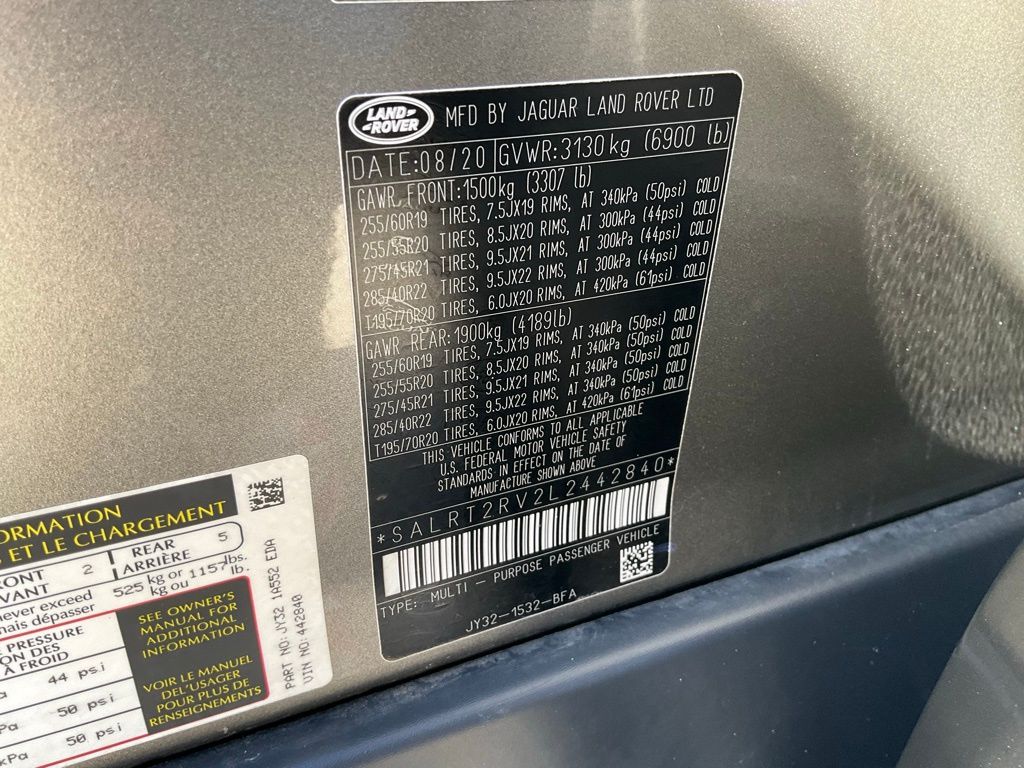 LAND-
-ROVER
MFD BY JAGUAR LAND ROVER LTD
DATE:08/20 GVWR:3130 kg (6900 lb)
GAWR FRONT:1500kg (3307 lb)
255/60R19 TIRES, 7.5JX19 RIMS, AT 340kPa (50psi) COLD
255/55R20 TIRES, 8.5JX20 RIMS, AT 300kPa (44psi) COLD
275/45R21 TIRES, 9.5JX21 RIMS, AT 300kPa (44psi) COLD
285/40R22 TIRES, 9.5JX22 RIMS, AT 300kPa (44psi) COLD
T195/70R20 TIRES, 6.0JX20 RIMS, AT 420kPa (61psi) COLD
GAWR REAR:1900kg (4189lb)
255/60R19 TIRES, 7.5JX19 RIMS, AT 340kPa (50psi) COLD
255/55R20 TIRES, 8.5JX20 RIMS, AT 340kPa (50psi) COLD
275/45R21 TIRES, 9.5JX21 RIMS, AT 340kPa (50psi) COLD
285/40R22 TIRES, 9.5JX22 RIMS, AT 340kPa (50psi) COLD
T195/70R20 TIRES, 6.0JX20 RIMS, AT 420kPa (61psi) COLD
THIS VEHICLE CONFORMS TO ALL APPLICABLE
U.S. FEDERAL MOTOR VEHICLE SAFETY
STANDARDS IN EFFECT ON THE DATE OF
MANUFACTURE SHOWN ABOVE
*SALRT2RV2L2442840*
TYPE: MULTI - PURPOSE PASSENGER VEHICLE
JY32-1532-BFA
ORMATION
S ET LE CHARGEMENT
FRONT 2 REAR 5
VANT ARRIÈRE
never exceed 525 kg or 1157 lbs.
mais dépasser kg ou lb.
PRESSURE
ION DES
À FROID
44 psi
Pa 50 psi
kPa 50 psi
SEE OWNER'S
MANUAL FOR
ADDITIONAL
INFORMATION
VOIR LE MANUEL
DE L'USAGER
POUR PLUS DE
RENSEIGNEMENTS
PART NO: JY32 1A552 EDA
VIN NO: 442840